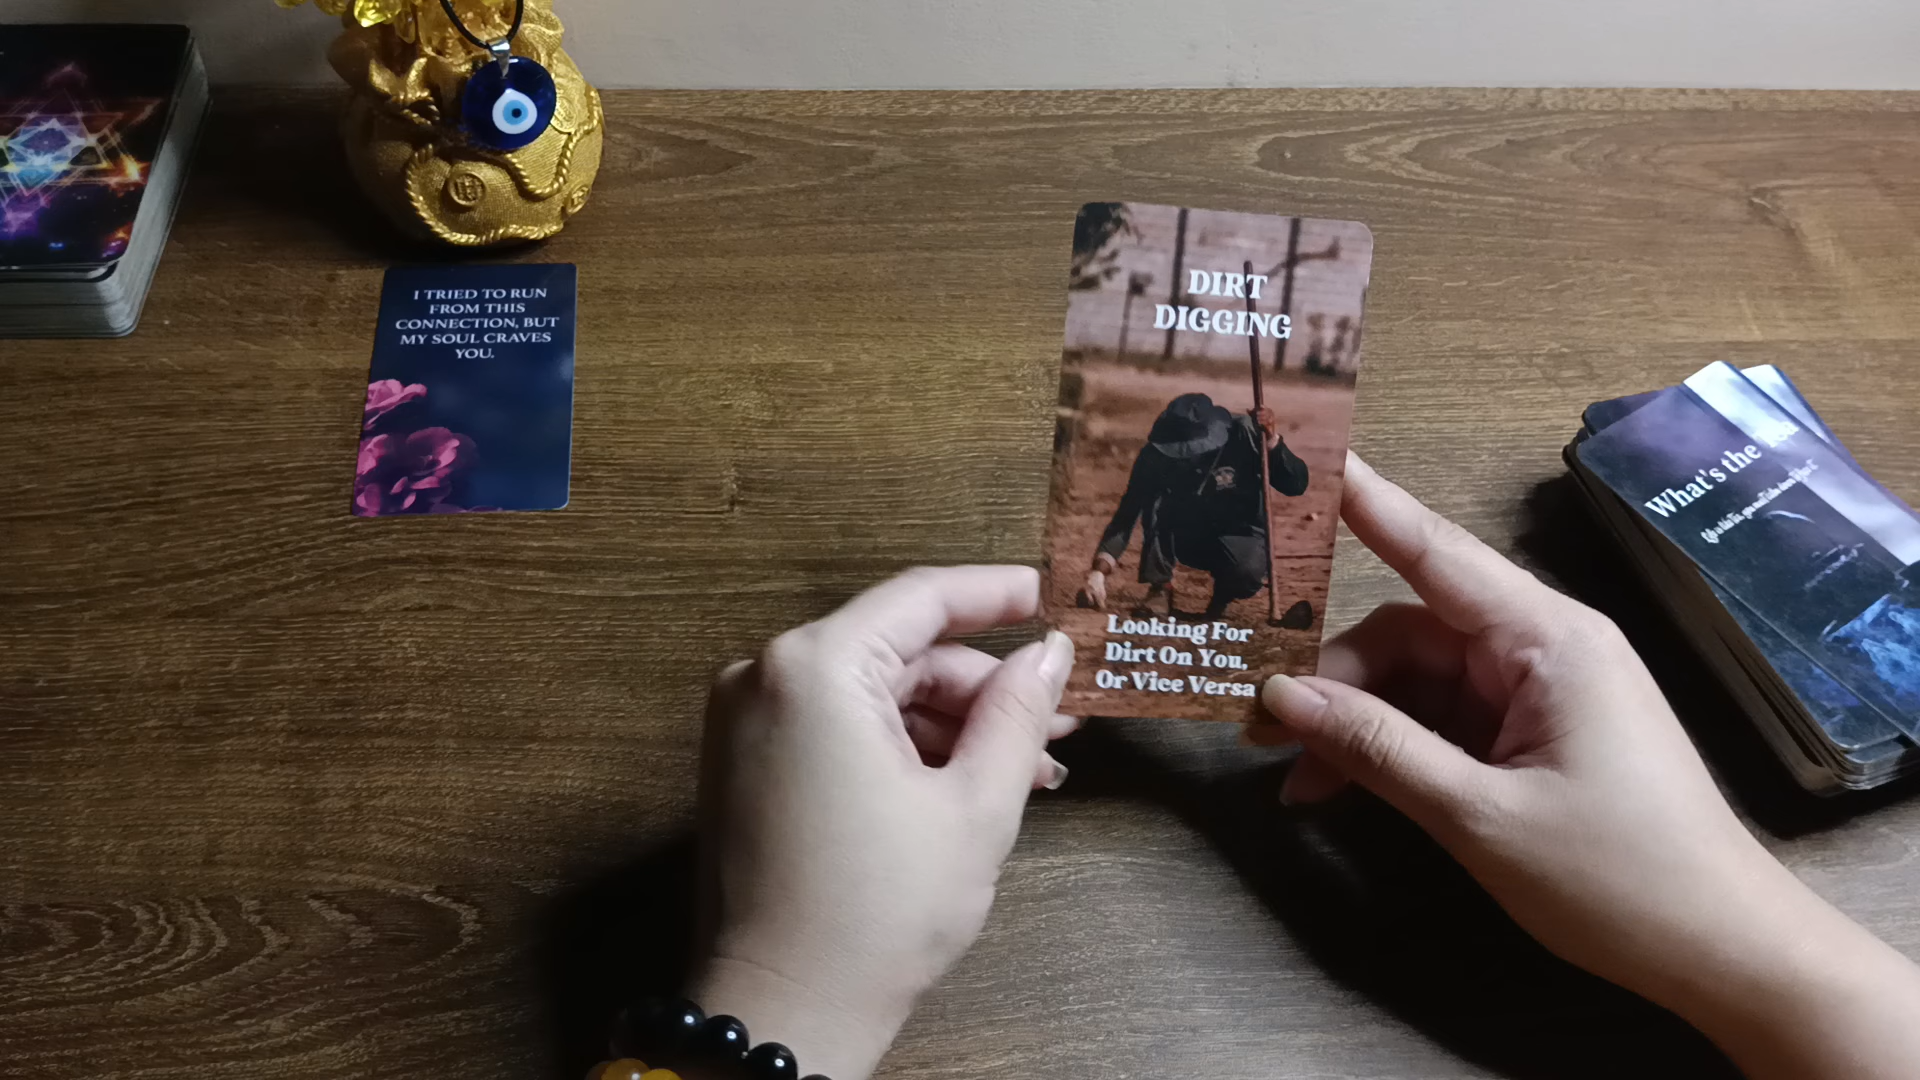 I TRIED TO RUN
FROM THIS
CONNECTION, BUT
MY SOUL CRAVES
YOU.
DIRT
DIGGING
Looking For
Dirt On You,
Or Vice Versa
What's the